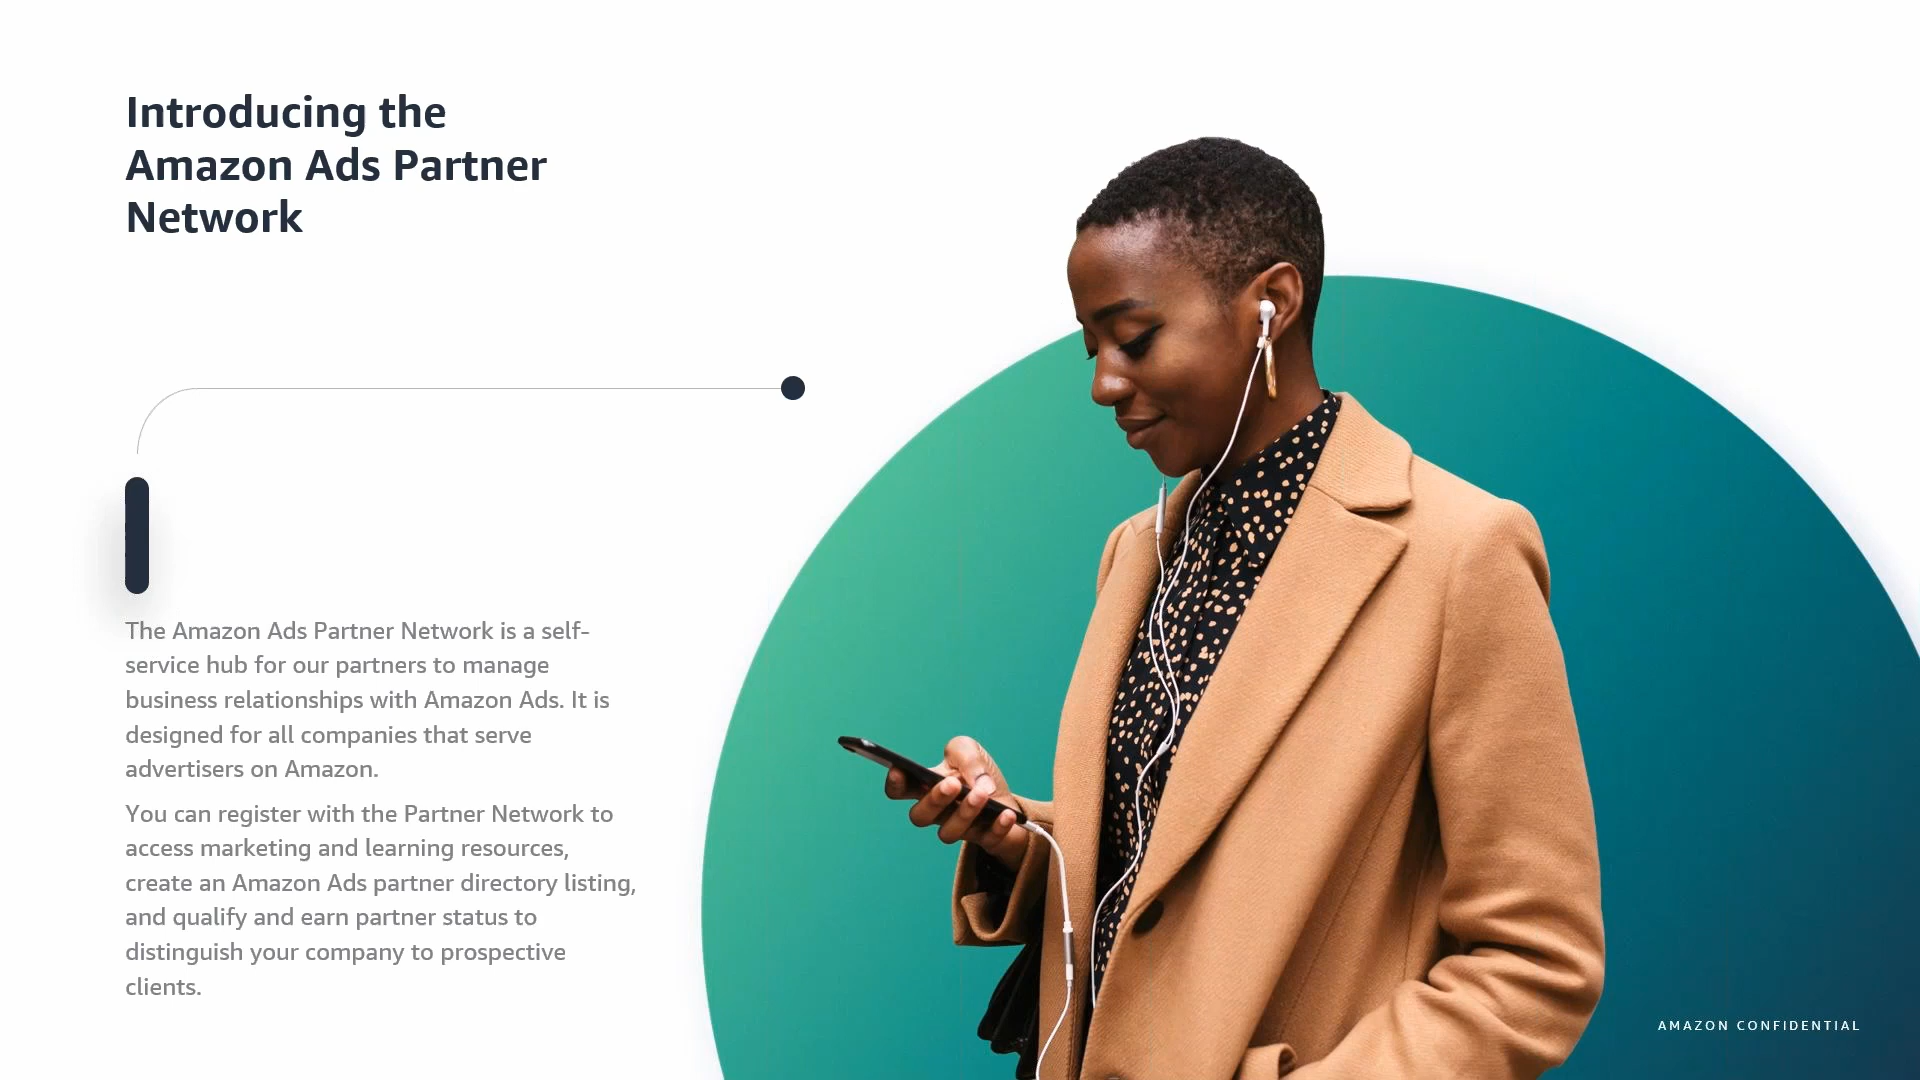 Introducing the
Amazon Ads Partner
Network
The Amazon Ads Partner Network is a self-
service hub for our partners to manage
business relationships with Amazon Ads. It is
designed for all companies that serve
advertisers on Amazon.
You can register with the Partner Network to
access marketing and learning resources,
create an Amazon Ads partner directory listing,
and qualify and earn partner status to
distinguish your company to prospective
clients.
AMAZON CONFIDENTIAL